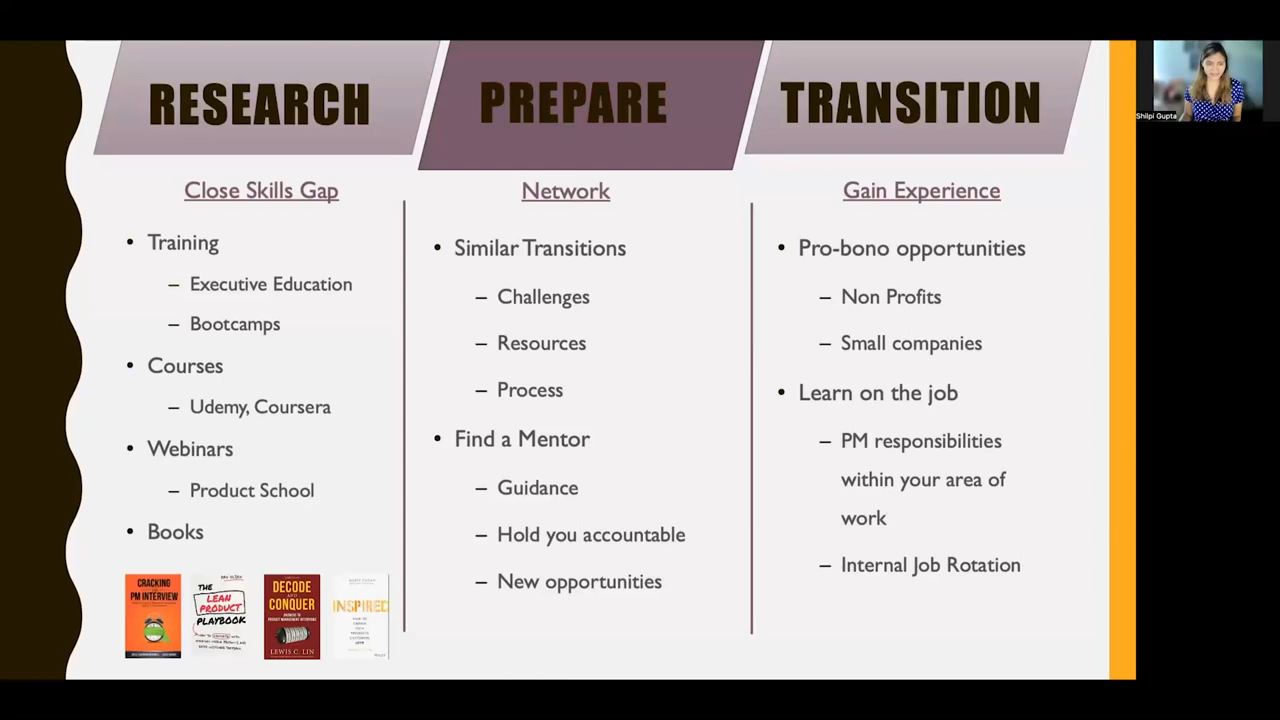 RESEARCH
PREPARE
TRANSITION
Shilpi Gupta
Close Skills Gap
• Training
– Executive Education
– Bootcamps
• Courses
– Udemy, Coursera
• Webinars
– Product School
• Books
CRACKING
PM INTERVIEW
THE
LEAN PRODUCT
PLAYBOOK
DECODE
AND
CONQUER
LEWIS C. LIN
INSPIRED
Network
• Similar Transitions
– Challenges
– Resources
– Process
• Find a Mentor
– Guidance
– Hold you accountable
– New opportunities
Gain Experience
• Pro-bono opportunities
– Non Profits
– Small companies
• Learn on the job
– PM responsibilities
within your area of
work
– Internal Job Rotation